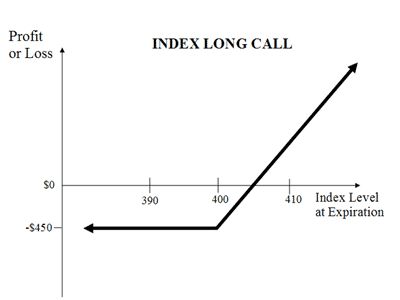 Profit
or Loss
INDEX LONG CALL
$0
390
400
410
Index Level
at Expiration
-$450